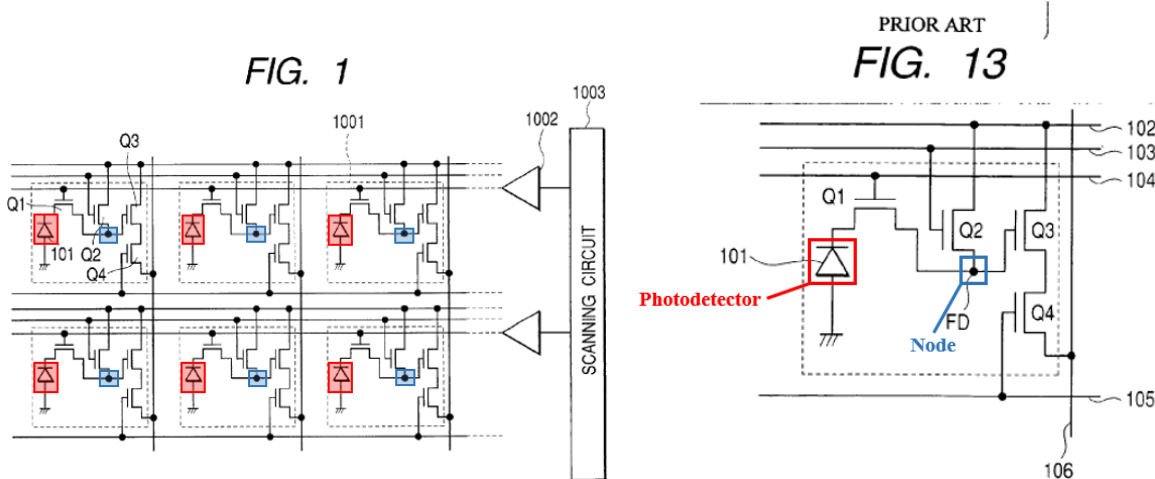 FIG. 1
1003
1002
1001
Q3
Q1
101
Q2
Q4
SCANNING CIRCUIT
PRIOR ART
FIG. 13
102
103
104
Q1
Q2
Q3
101
Photodetector
FD
Q4
Node
105
106